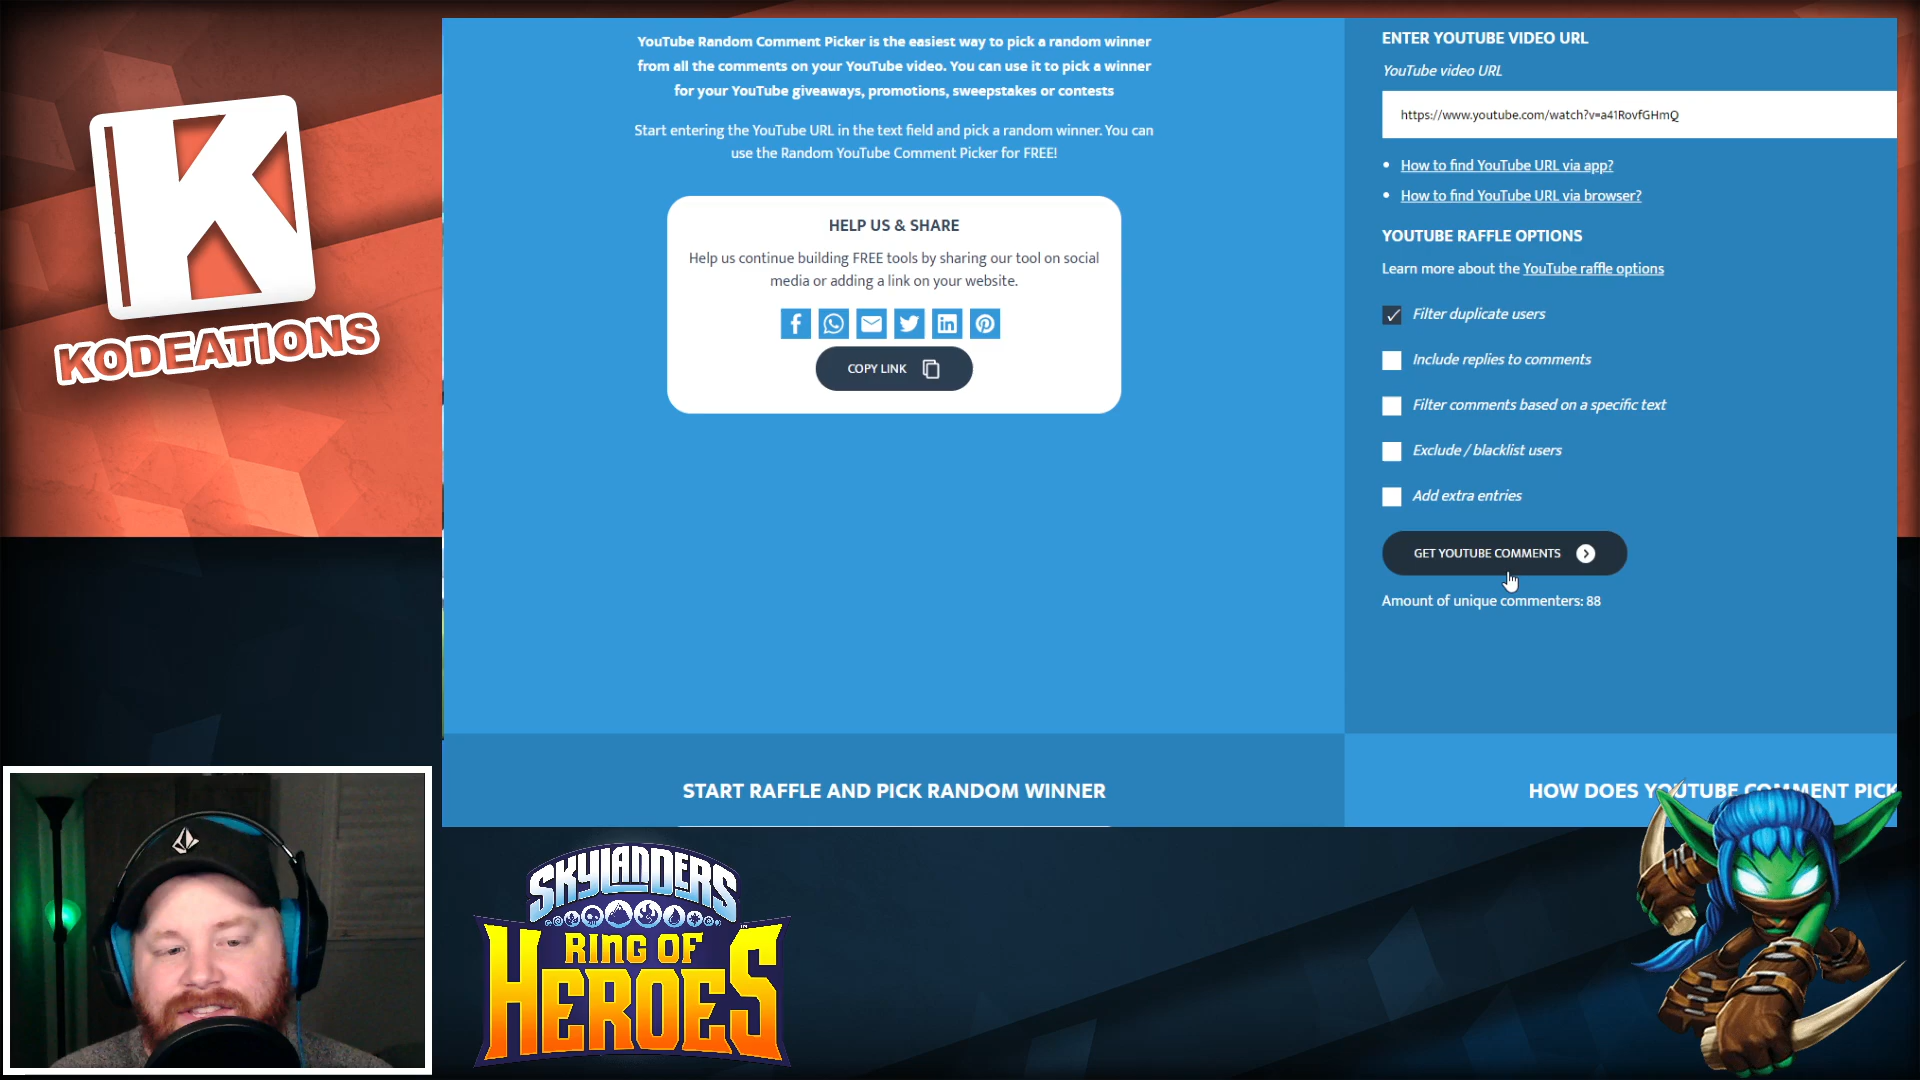 K
KODEATIONS
YouTube Random Comment Picker is the easiest way to pick a random winner
from all the comments on your YouTube video. You can use it to pick a winner
for your YouTube giveaways, promotions, sweepstakes or contests
Start entering the YouTube URL in the text field and pick a random winner. You can
use the Random YouTube Comment Picker for FREE!
HELP US & SHARE
Help us continue building FREE tools by sharing our tool on social
media or adding a link on your website.
COPY LINK
START RAFFLE AND PICK RANDOM WINNER
ENTER YOUTUBE VIDEO URL
YouTube video URL
https://www.youtube.com/watch?v=a41RovfGHmQ
How to find YouTube URL via app?
How to find YouTube URL via browser?
YOUTUBE RAFFLE OPTIONS
Learn more about the YouTube raffle options
Filter duplicate users
Include replies to comments
Filter comments based on a specific text
Exclude / blacklist users
Add extra entries
GET YOUTUBE COMMENTS
Amount of unique commenters: 88
HOW DOES YOUTUBE COMMENT PICK
SKYLANDERS
RING OF
HEROES